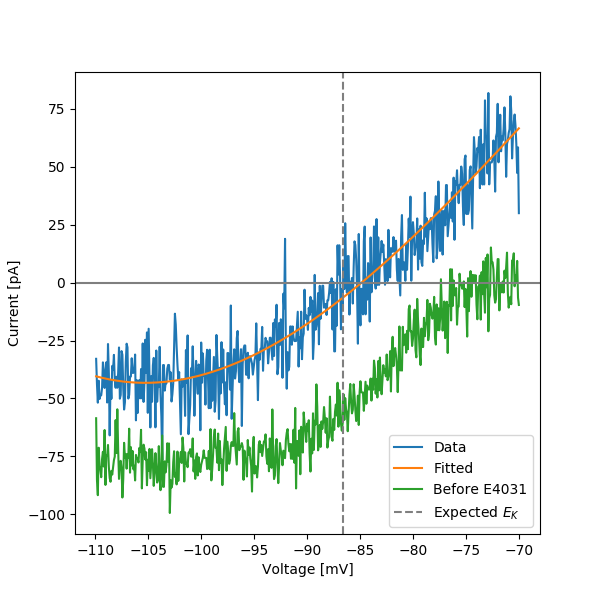 75
50
25
0
−25
−50
−75
−100
Current [pA]
Data
Fitted
Before E4031
Expected E_K
−110 −105 −100 −95 −90 −85 −80 −75 −70
Voltage [mV]